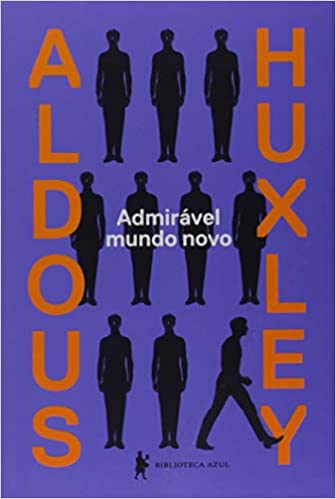 ALDOUS
HUXLEY
Admirável
mundo novo
BIBLIOTECA AZUL